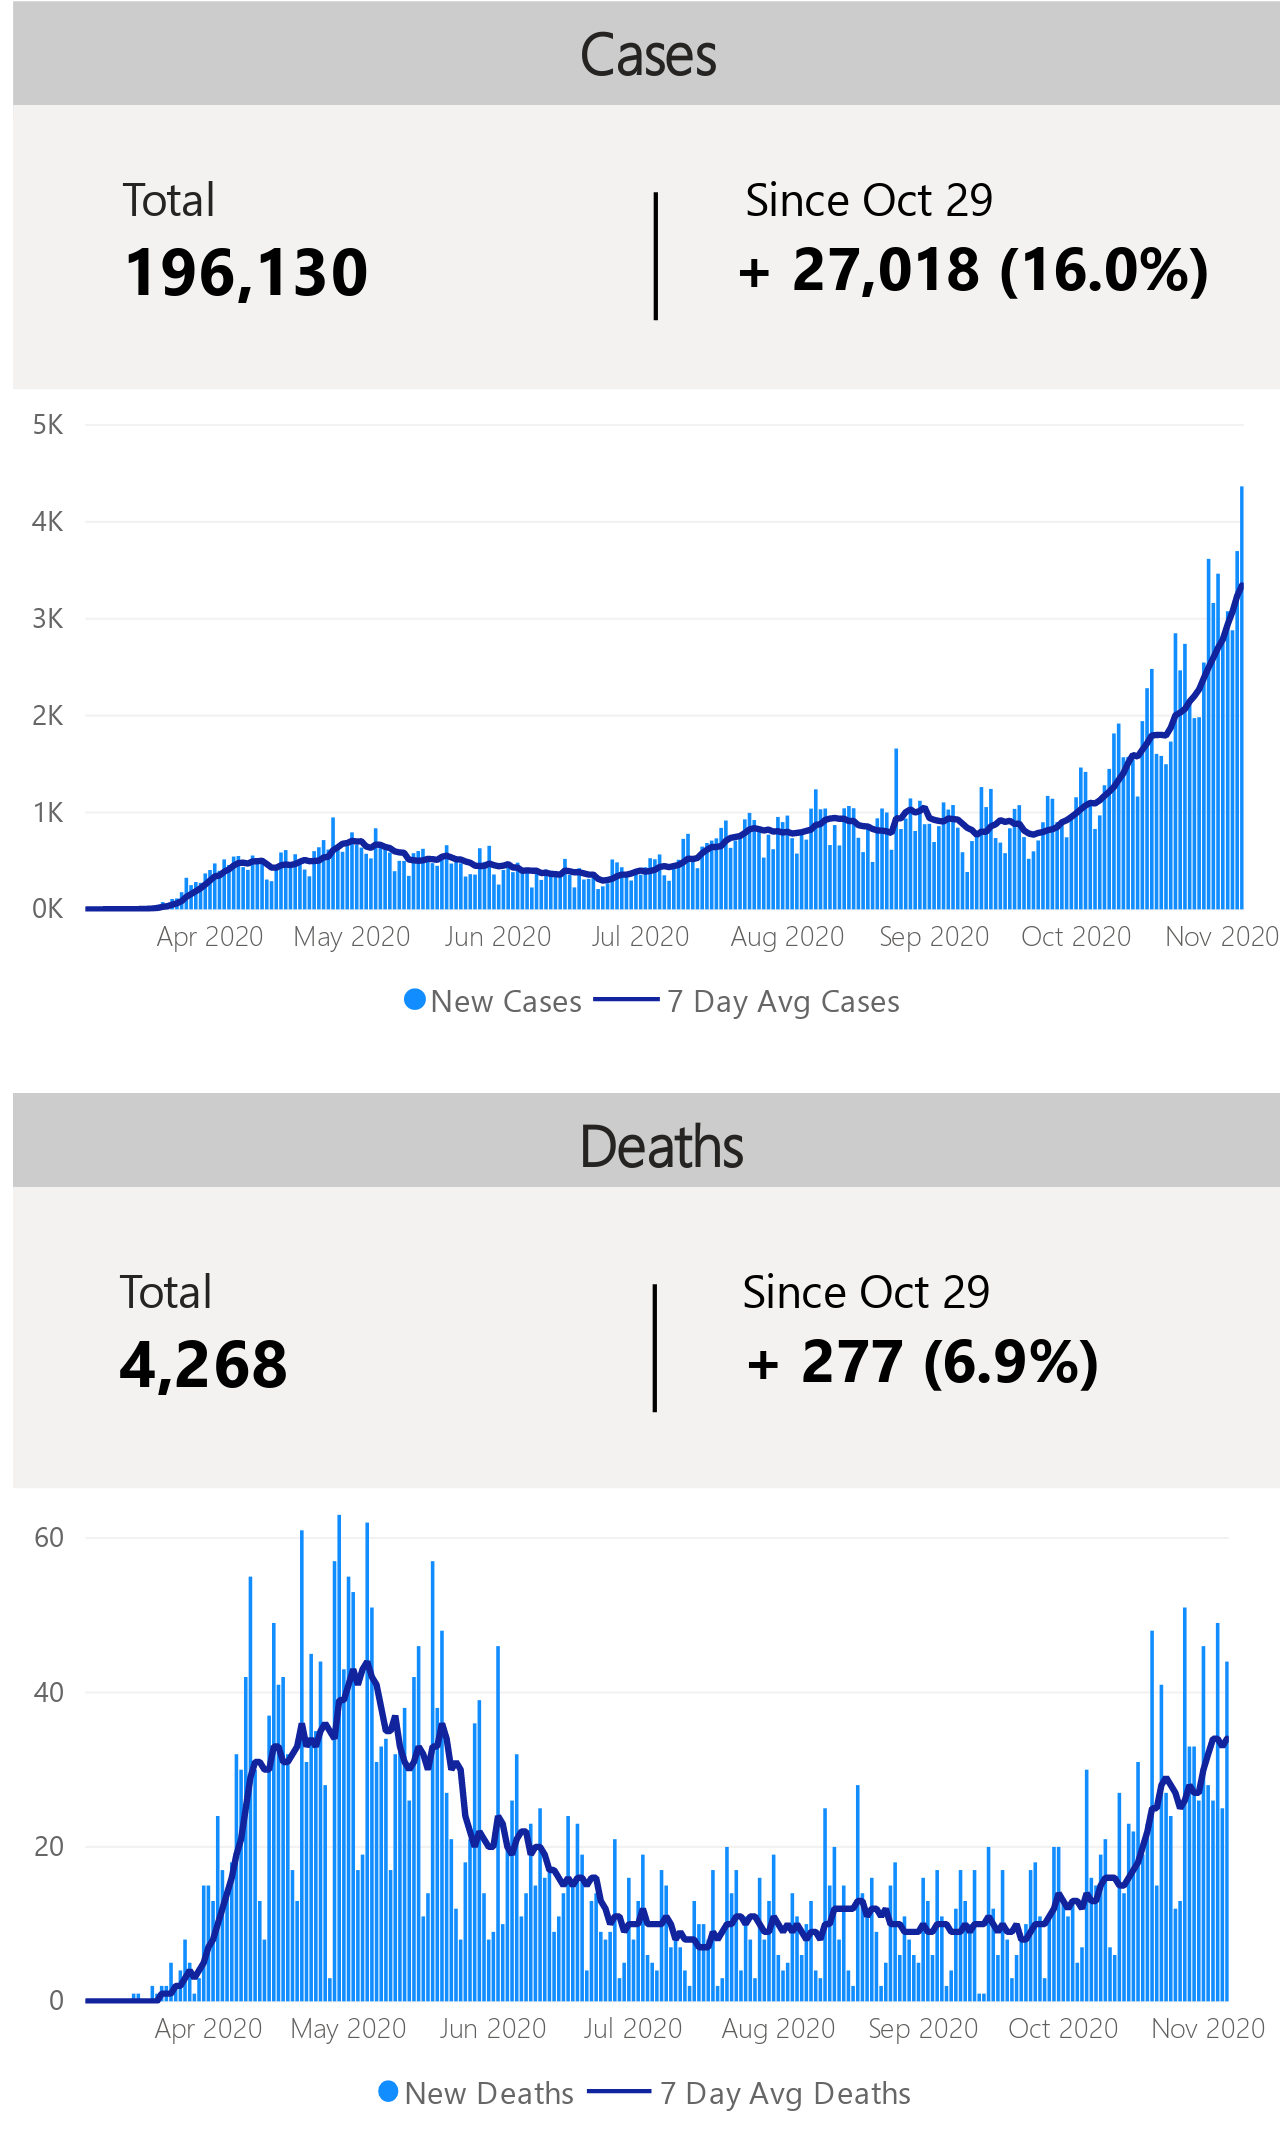 Cases
Total
196,130
Since Oct 29
+ 27,018 (16.0%)
5K
4K
3K
2K
1K
0K
Apr 2020 May 2020 Jun 2020 Jul 2020 Aug 2020 Sep 2020 Oct 2020 Nov 2020
New Cases 7 Day Avg Cases
Deaths
Total
4,268
Since Oct 29
+ 277 (6.9%)
60
40
20
0
Apr 2020 May 2020 Jun 2020 Jul 2020 Aug 2020 Sep 2020 Oct 2020 Nov 2020
New Deaths 7 Day Avg Deaths